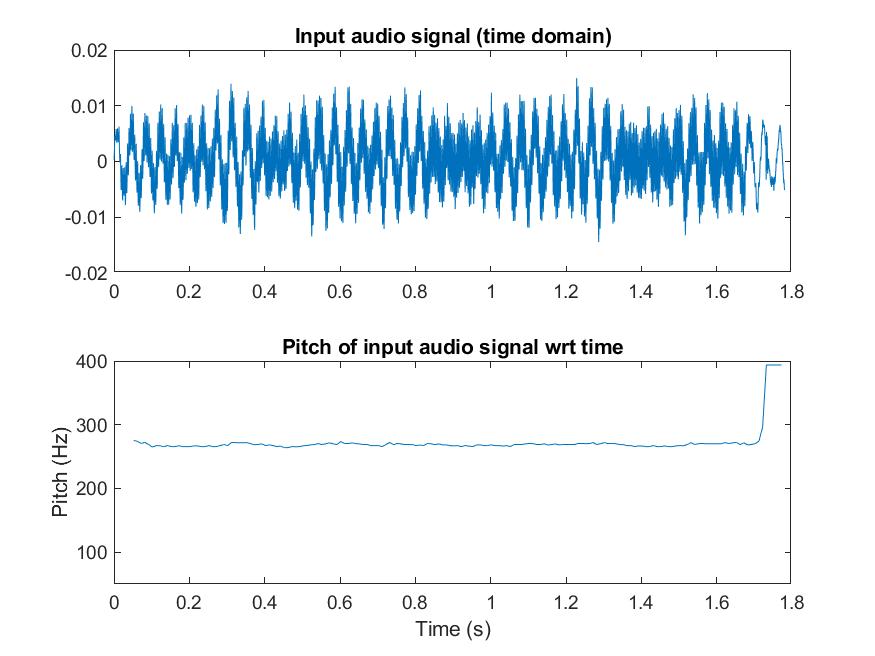 Input audio signal (time domain)
0.02
0.01
0
-0.01
-0.02
0 0.2 0.4 0.6 0.8 1 1.2 1.4 1.6 1.8
Pitch of input audio signal wrt time
400
300
200
100
Pitch (Hz)
0 0.2 0.4 0.6 0.8 1 1.2 1.4 1.6 1.8
Time (s)